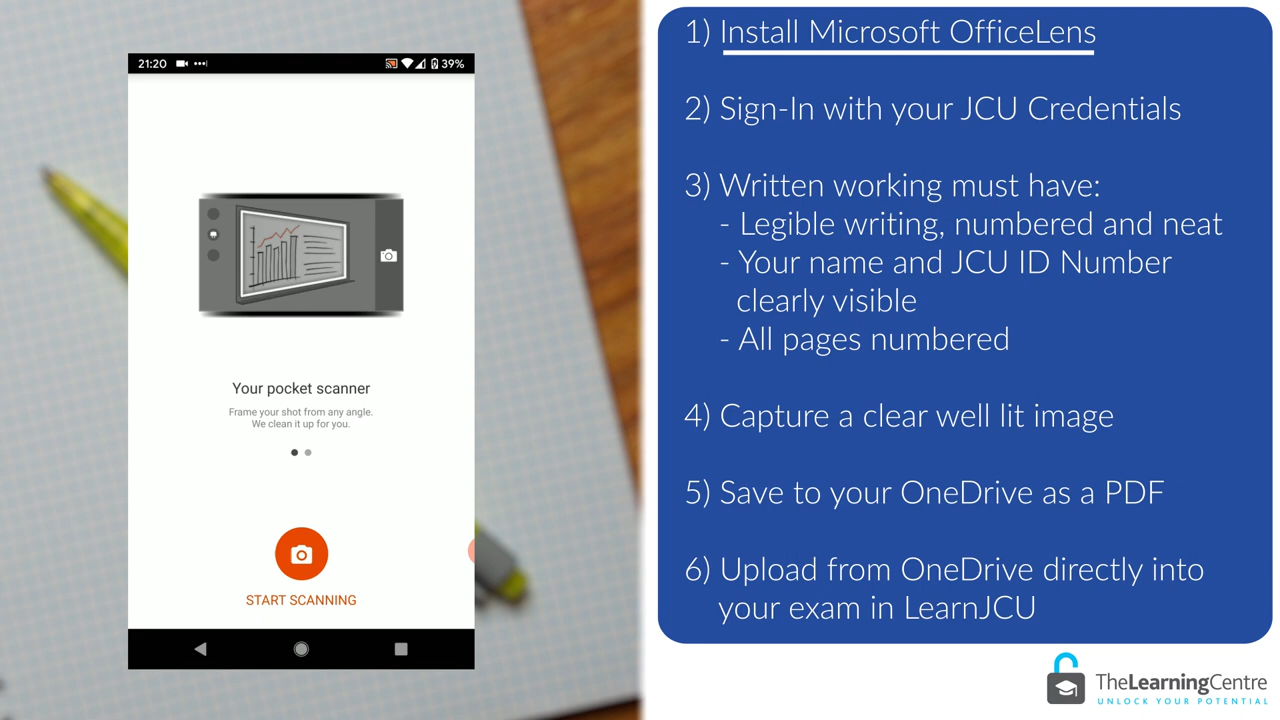 21:20
39%
Your pocket scanner
Frame your shot from any angle.
We clean it up for you.
START SCANNING
1) Install Microsoft OfficeLens
2) Sign-In with your JCU Credentials
3) Written working must have:
- Legible writing, numbered and neat
- Your name and JCU ID Number
clearly visible
- All pages numbered
4) Capture a clear well lit image
5) Save to your OneDrive as a PDF
6) Upload from OneDrive directly into
your exam in LearnJCU
TheLearningCentre
UNLOCK YOUR POTENTIAL